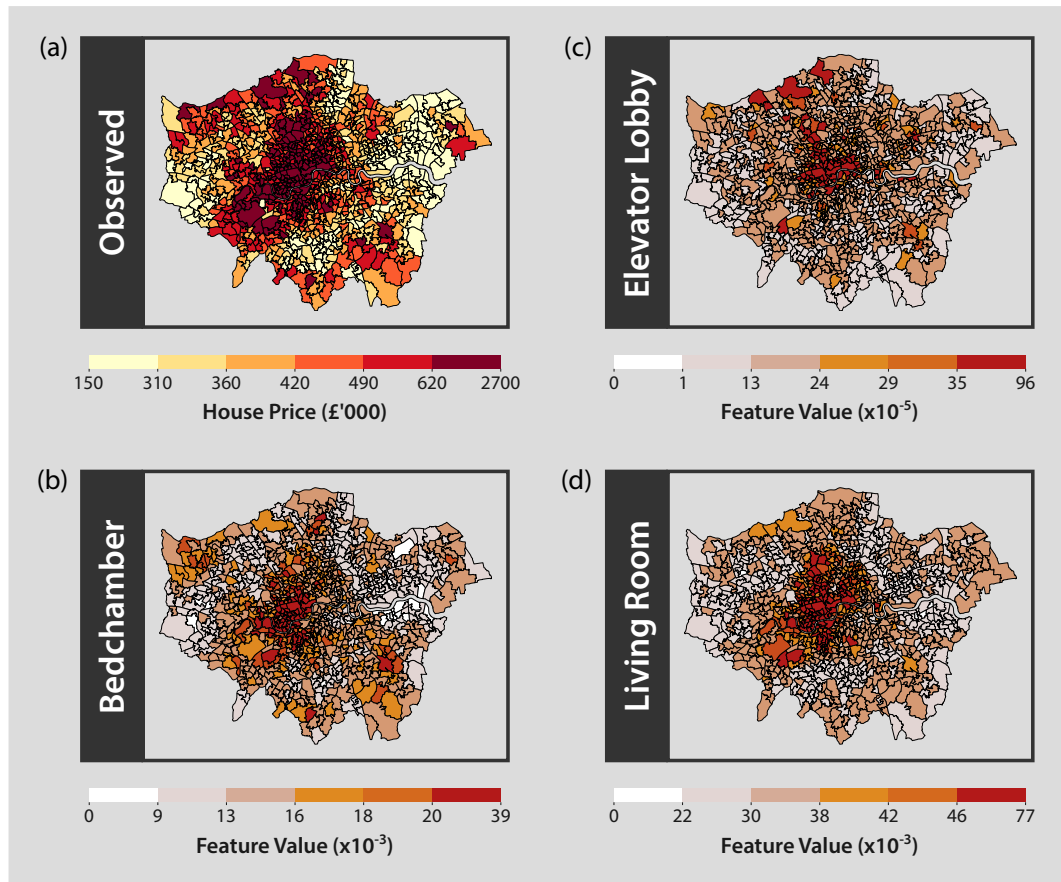 (a)
Observed
150 310 360 420 490 620 2700
House Price (£'000)
(c)
Elevator Lobby
0 1 13 24 29 35 96
Feature Value (x10⁻⁵)
(b)
Bedchamber
0 9 13 16 18 20 39
Feature Value (x10⁻³)
(d)
Living Room
0 22 30 38 42 46 77
Feature Value (x10⁻³)